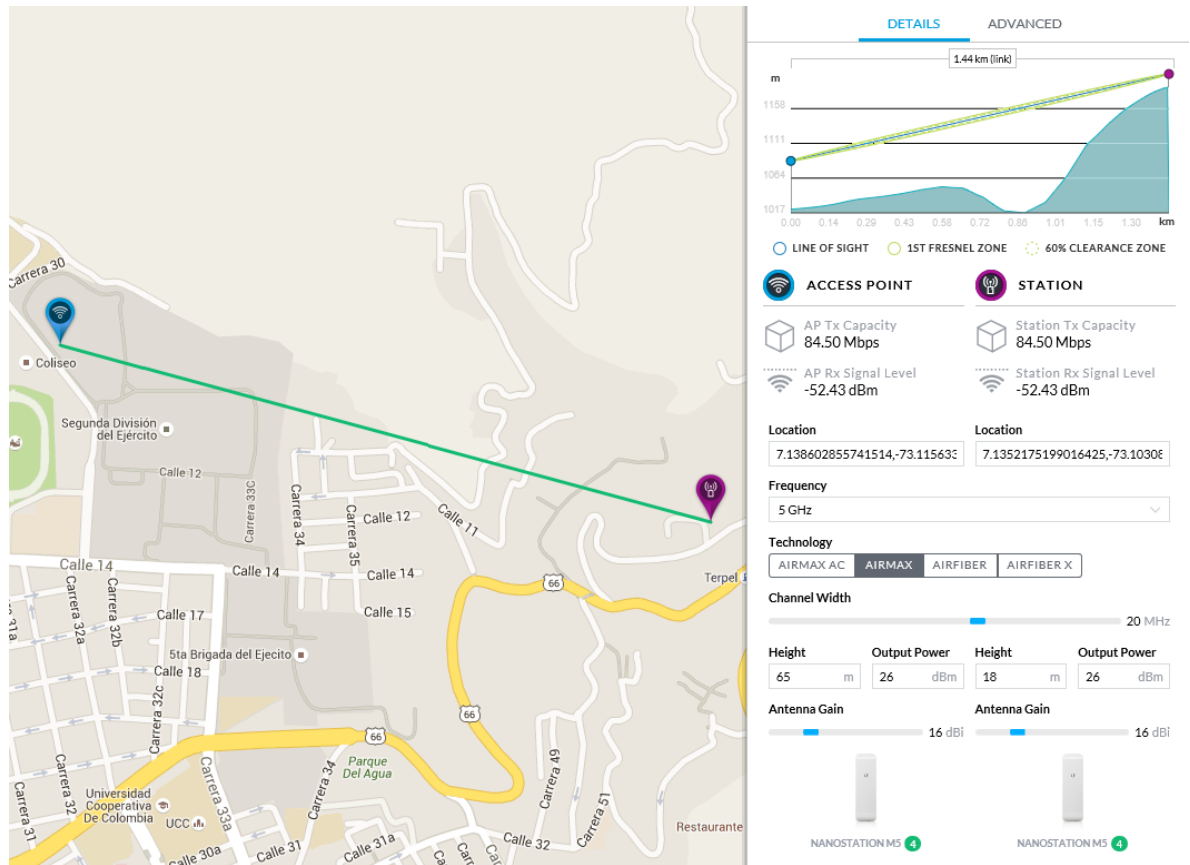 DETAILS
ADVANCED
1.44 km (link)
m
1158
1111
1064
1017
0.00 0.14 0.29 0.43 0.58 0.72 0.86 1.01 1.15 1.30 km
LINE OF SIGHT 1ST FRESNEL ZONE 60% CLEARANCE ZONE
ACCESS POINT
STATION
AP Tx Capacity
84.50 Mbps
Station Tx Capacity
84.50 Mbps
AP Rx Signal Level
-52.43 dBm
Station Rx Signal Level
-52.43 dBm
Location
7.138602855741514,-73.115633
Location
7.1352175199016425,-73.10308
Frequency
5 GHz
Technology
AIRMAX AC AIRMAX AIRFIBER AIRFIBER X
Channel Width
20 MHz
Height
65 m
Output Power
26 dBm
Height
18 m
Output Power
26 dBm
Antenna Gain
16 dBi
Antenna Gain
16 dBi
NANOSTATION M5 4
NANOSTATION M5 4
Carrera 30
Coliseo
Segunda División
del Ejército
Calle 12
Carrera 33C
Carrera 34
Calle 12
Carrera 35
Calle 11
Calle 14
Calle 14
Calle 14
Terpel
66
Carrera 31a
Carrera 32a
Carrera 32b
Calle 17
Calle 15
5ta Brigada del Ejecito
Calle 18
Carrera 32c
66
66
Parque
Del Agua
Carrera 34
Carrera 49
Carrera 51
Universidad
Cooperativa
De Colombia
UCC
Carrera 31
Carrera 32
Carrera 33a
Calle 30a
Calle 31
Calle 31a
Calle 32
Restaurante